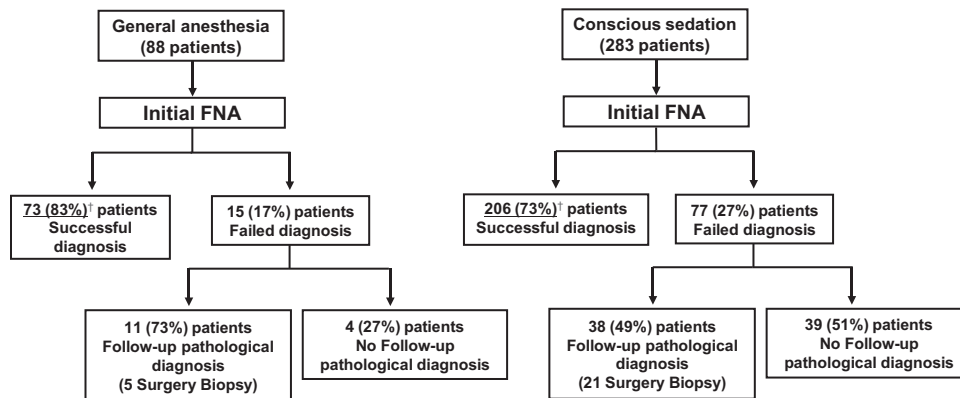 General anesthesia
(88 patients)
Initial FNA
73 (83%)† patients
Successful
diagnosis
15 (17%) patients
Failed diagnosis
11 (73%) patients
Follow-up pathological
diagnosis
(5 Surgery Biopsy)
4 (27%) patients
No Follow-up
pathological diagnosis
Conscious sedation
(283 patients)
Initial FNA
206 (73%)† patients
Successful diagnosis
77 (27%) patients
Failed diagnosis
38 (49%) patients
Follow-up pathological
diagnosis
(21 Surgery Biopsy)
39 (51%) patients
No Follow-up
pathological diagnosis